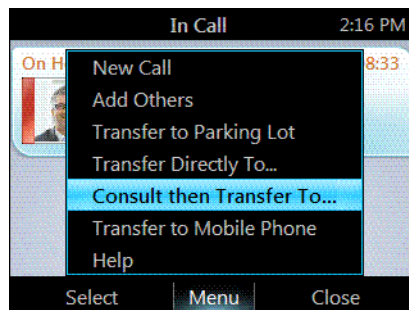 In Call 2:16 PM
On H 8:33
New Call
Add Others
Transfer to Parking Lot
Transfer Directly To...
Consult then Transfer To...
Transfer to Mobile Phone
Help
Select Menu Close